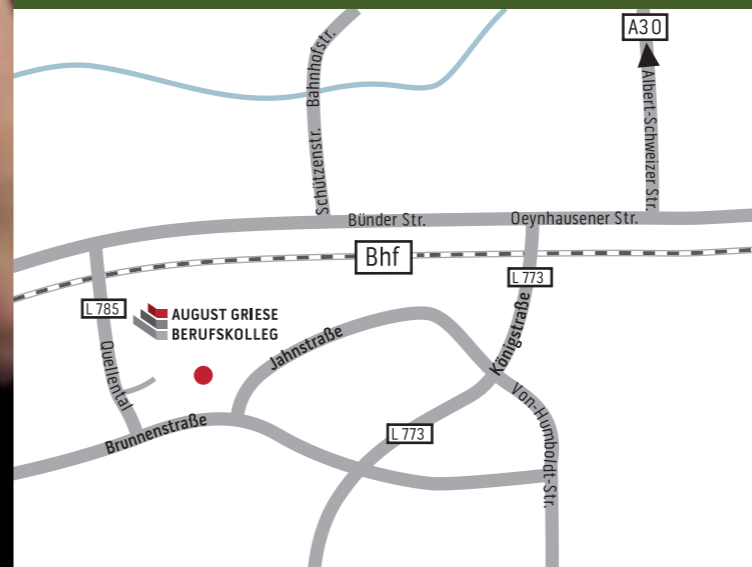 A30
Bahnhofstr.
Albert-Schweizer Str.
Schützenstr.
Bünder Str.
Oeynhausener Str.
Bhf
L 773
L 785
AUGUST GRIESE
BERUFSKOLLEG
Jahnstraße
Königstraße
Quellental
Von-Humboldt-Str.
Brunnenstraße
L 773